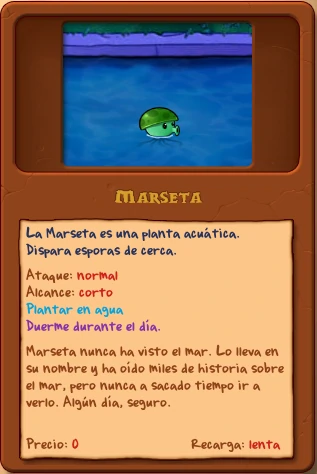 Marseta
La Marseta es una planta acuática.
Dispara esporas de cerca.
Ataque: normal
Alcance: corto
Plantar en agua
Duerme durante el día.
Marseta nunca ha visto el mar. Lo lleva en
su nombre y ha oído miles de historia sobre
el mar, pero nunca a sacado tiempo ir a
verlo. Algún día, seguro.
Precio: 0 Recarga: lenta